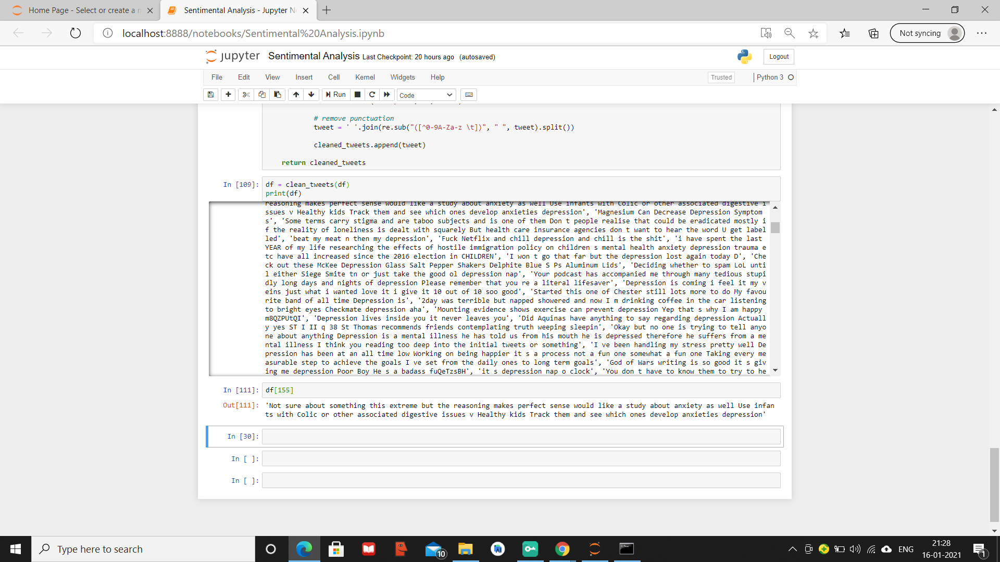 Home Page - Select or create a n
Sentimental Analysis - Jupyter N
localhost:8888/notebooks/Sentimental%20Analysis.ipynb
Not syncing
jupyter Sentimental Analysis Last Checkpoint: 20 hours ago (autosaved)
Logout
File Edit View Insert Cell Kernel Widgets Help
Trusted
Python 3
Run
Code
# remove punctuation
tweet = ' '.join(re.sub("([^0-9A-Za-z \t])", " ", tweet).split())
cleaned_tweets.append(tweet)
return cleaned_tweets
In [109]: df = clean_tweets(df)
print(df)
reasoning makes perfect sense would like a study about anxiety as well Use infants with Colic or other associated digestive i
ssues v Healthy kids Track them and see which ones develop anxieties depression', 'Magnesium Can Decrease Depression Symptom
s', 'Some terms carry stigma and are taboo subjects and is one of them Don t people realise that could be eradicated mostly i
f the reality of loneliness is dealt with squarely But health care insurance agencies don t want to hear the word U get label
led', 'beat my meat n then my depression', 'Fuck Netflix and chill depression and chill is the shit', 'i have spent the last
YEAR of my life researching the effects of hostile immigration policy on children s mental health anxiety depression trauma e
tc have all increased since the 2016 election in CHILDREN', 'I won t go that far but the depression lost again today D', 'Che
ck out these McKee Depression Glass Salt Pepper Shakers Delphite Blue S Ps Aluminum Lids', 'Deciding whether to spam LoL unti
l either Siege Smite tn or just take the good ol depression nap', 'Your podcast has accompanied me through many tedious stupi
dly long days and nights of depression Please remember that you re a literal lifesaver', 'Depression is coming i feel it my v
eins just what i wanted love it i give it 10 out of 10 soo good', 'Started this one of Chester still lots more to do My favou
rite band of all time Depression is', '2day was terrible but napped showered and now I m drinking coffee in the car listening
to bright eyes Checkmate depression aha', 'Mounting evidence shows exercise can prevent depression Yep that s why I am happy
m8QZPUtQI', 'Depression lives inside you it never leaves you', 'Did Aquinas have anything to say regarding depression Actuall
y yes ST I II q 38 St Thomas recommends friends contemplating truth weeping sleepin', 'Okay but no one is trying to tell anyo
ne about anything Depression is a mental illness he has told us from his mouth he is depressed therefore he suffers from a me
ntal illness I think you reading too deep into the initial tweets or something', 'I ve been handling my stress pretty well De
pression has been at an all time low Working on being happier it s a process not a fun one somewhat a fun one Taking every me
asurable step to achieve the goals I ve set from the daily ones to long term goals', 'God of Wars writing is so good it s giv
ing me depression Poor Boy He s a badass fuQeTzsBH', 'it s depression nap o clock', 'You don t have to know them to try to he
In [111]: df[155]
Out[111]: 'Not sure about something this extreme but the reasoning makes perfect sense would like a study about anxiety as well Use infan
ts with Colic or other associated digestive issues v Healthy kids Track them and see which ones develop anxieties depression'
In [30]:
In [ ]:
In [ ]:
Type here to search
10
ENG
21:28
16-01-2021
1